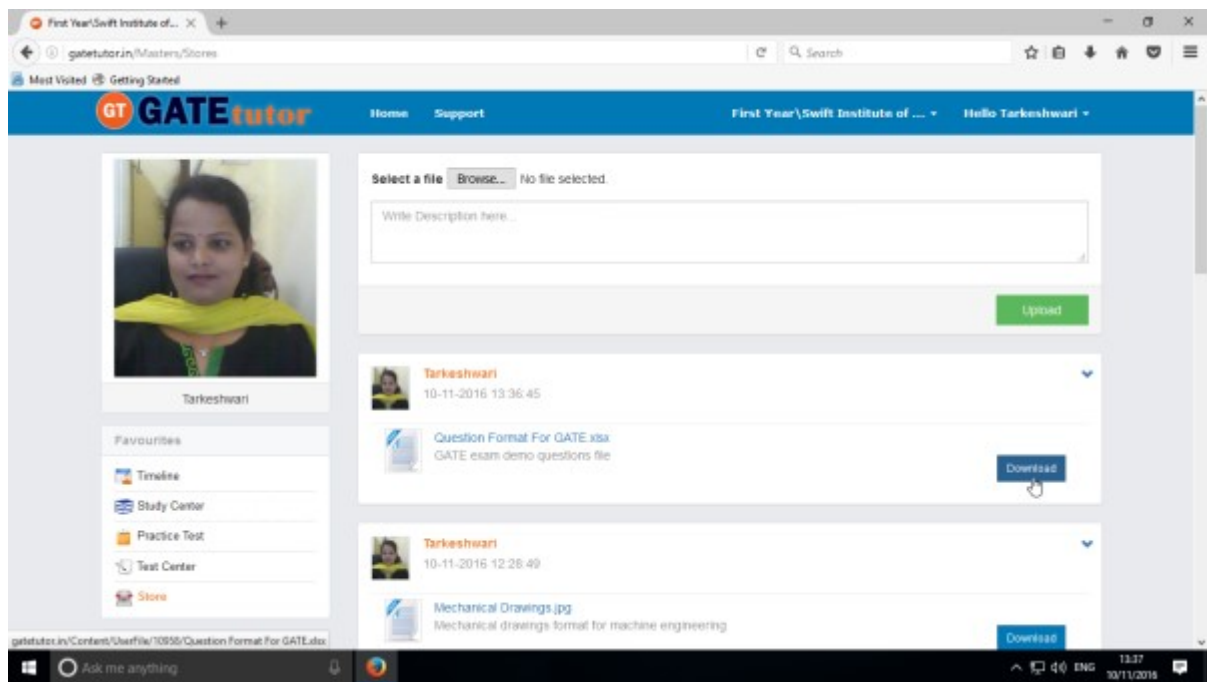 First Year\Swift Institute of...
gatetutor.in/Masters/Stores
Search
Most Visited Getting Started
GT GATEtutor Home Support First Year\Swift Institute of .... Hello Tarkeshwari
Select a file Browse... No file selected.
Write Description here...
Upload
Tarkeshwari
10-11-2016 13:36:45
Tarkeshwari
Question Format For GATE.xlsx
GATE exam demo questions file
Download
Favourites
Timeline
Study Center
Practice Test
Test Center
Store
Tarkeshwari
10-11-2016 12:28:49
Mechanical Drawings.jpg
Mechanical drawings format for machine engineering
Download
gatetutor.in/Content/UserFile/10958/Question Format For GATE.xlsx
Ask me anything
ENG
13:37
10/11/2016